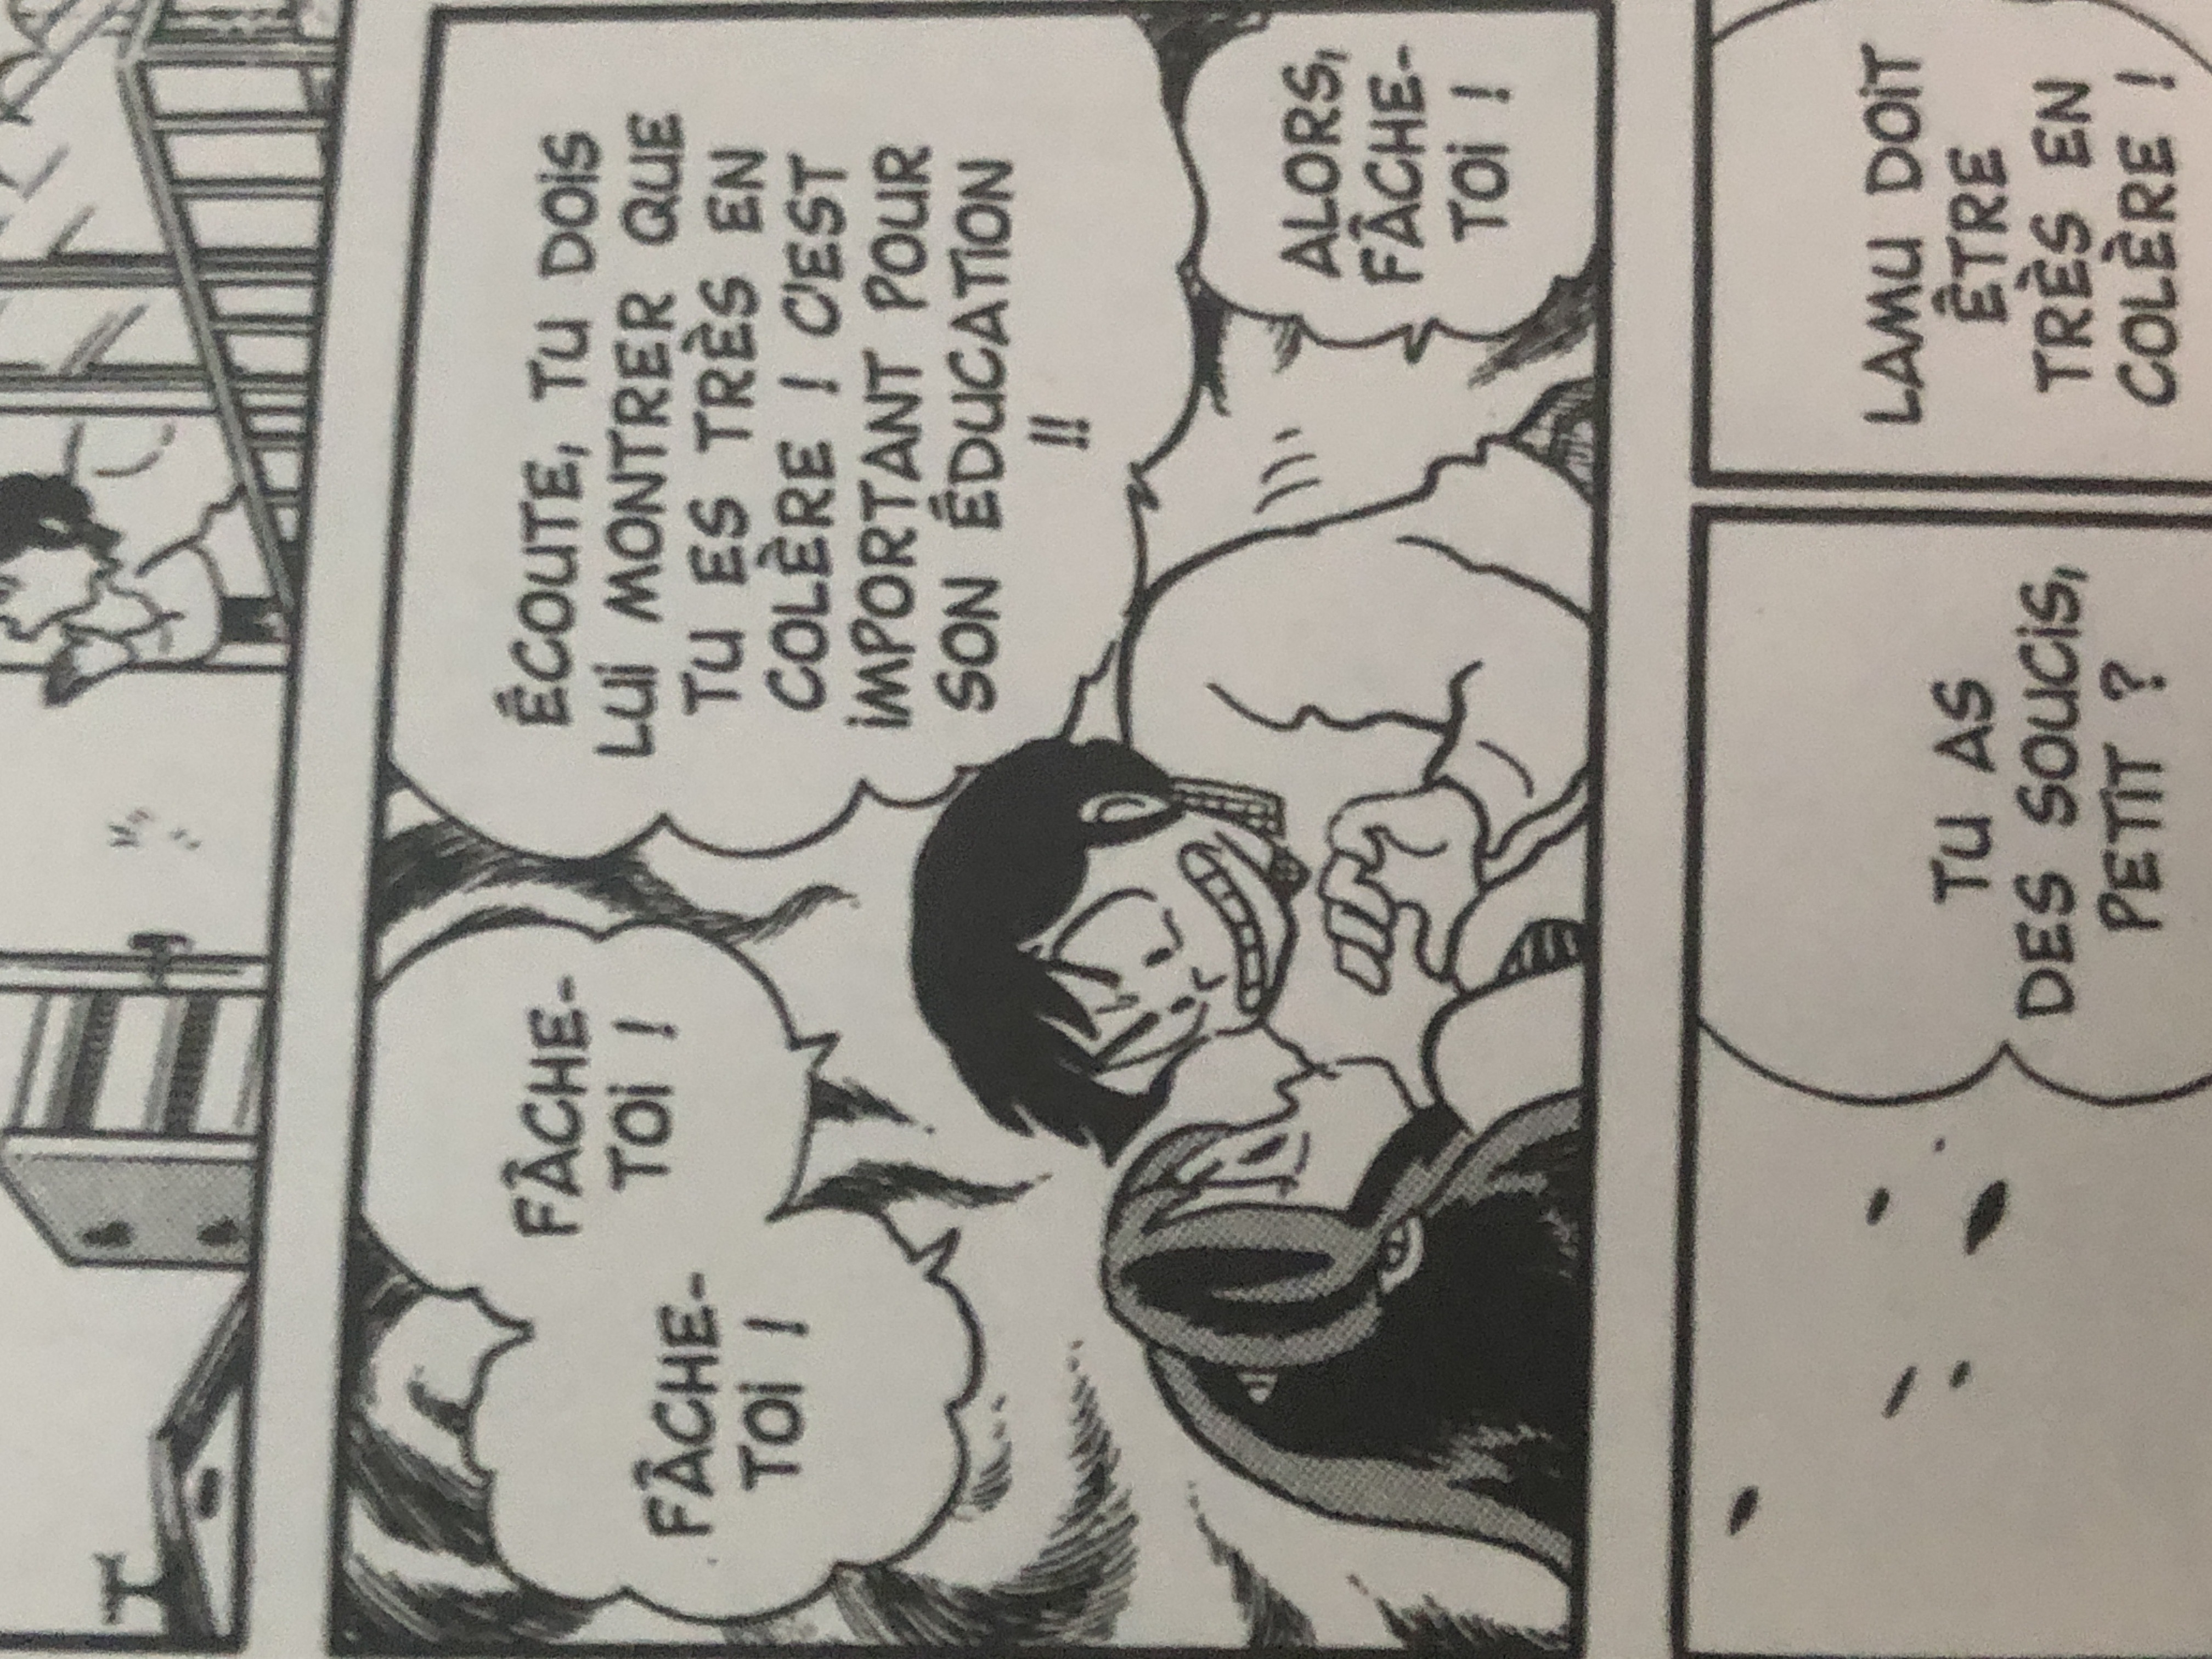 ÉCOUTE, TU DOIS
LUI MONTRER QUE
TU ES TRÈS EN
COLÈRE ! C'EST
IMPORTANT POUR
SON ÉDUCATION
!!
ALORS,
FÂCHE-
TOI !
FÂCHE-
TOI !
FÂCHE-
TOI !
LAMU DOIT
ÊTRE
TRÈS EN
COLÈRE !
TU AS
DES SOUCIS,
PETIT ?